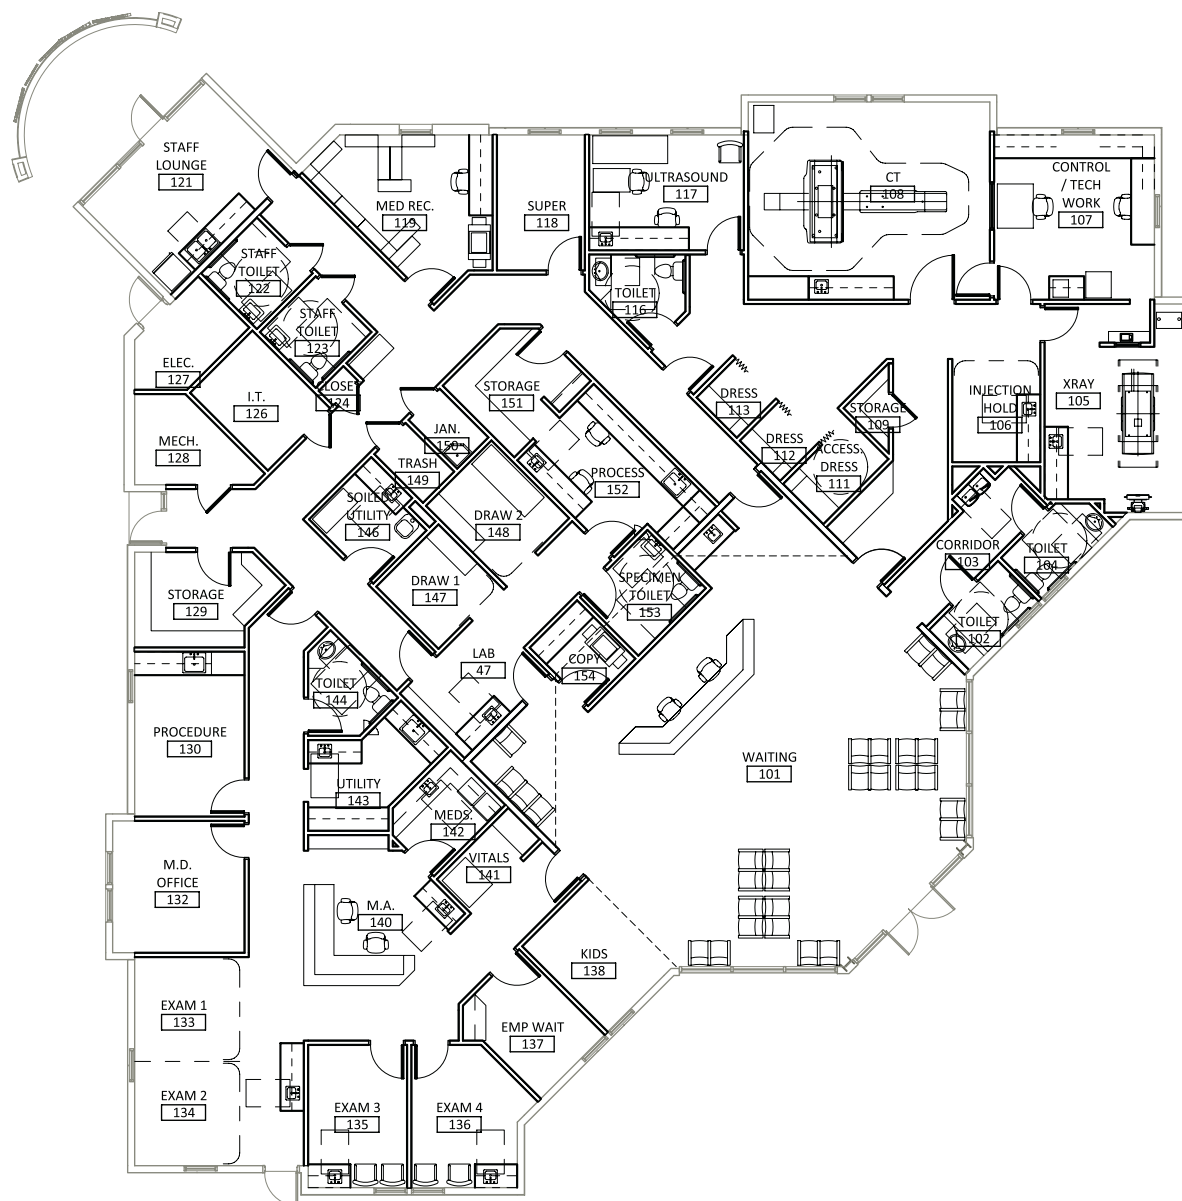 STAFF
LOUNGE
121
MED REC.
119
SUPER
118
ULTRASOUND
117
CT
108
CONTROL
/ TECH
WORK
107
STAFF
TOILET
122
STAFF
TOILET
123
TOILET
116
ELEC.
127
CLOSET
124
I.T.
126
STORAGE
151
DRESS
113
STORAGE
109
INJECTION
HOLD
106
XRAY
105
MECH.
128
JAN.
150
TRASH
149
DRESS
112
ACCESS.
DRESS
111
PROCESS
152
SOILED
UTILITY
146
DRAW 2
148
CORRIDOR
103
TOILET
104
STORAGE
129
DRAW 1
147
SPECIMEN
TOILET
153
TOILET
102
LAB
47
COPY
154
TOILET
144
PROCEDURE
130
WAITING
101
UTILITY
143
MEDS.
142
M.D.
OFFICE
132
VITALS
141
M.A.
140
KIDS
138
EXAM 1
133
EMP WAIT
137
EXAM 2
134
EXAM 3
135
EXAM 4
136